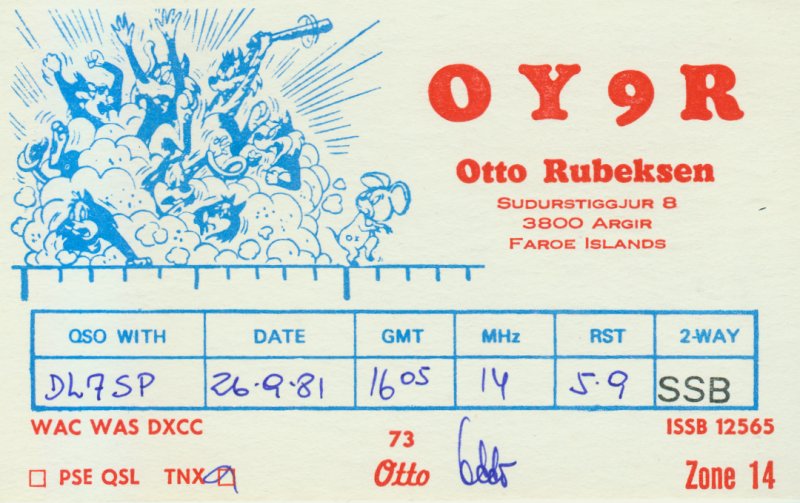 OY9R
Otto Rubeksen
SUDURSTIGGJUR 8
3800 ARGIR
FAROE ISLANDS
QSO WITH DATE GMT MHz RST 2-WAY
DL7SP 26-9-81 1605 14 5-9 SSB
WAC WAS DXCC 73 ISSB 12565
PSE QSL TNX Otto Zone 14